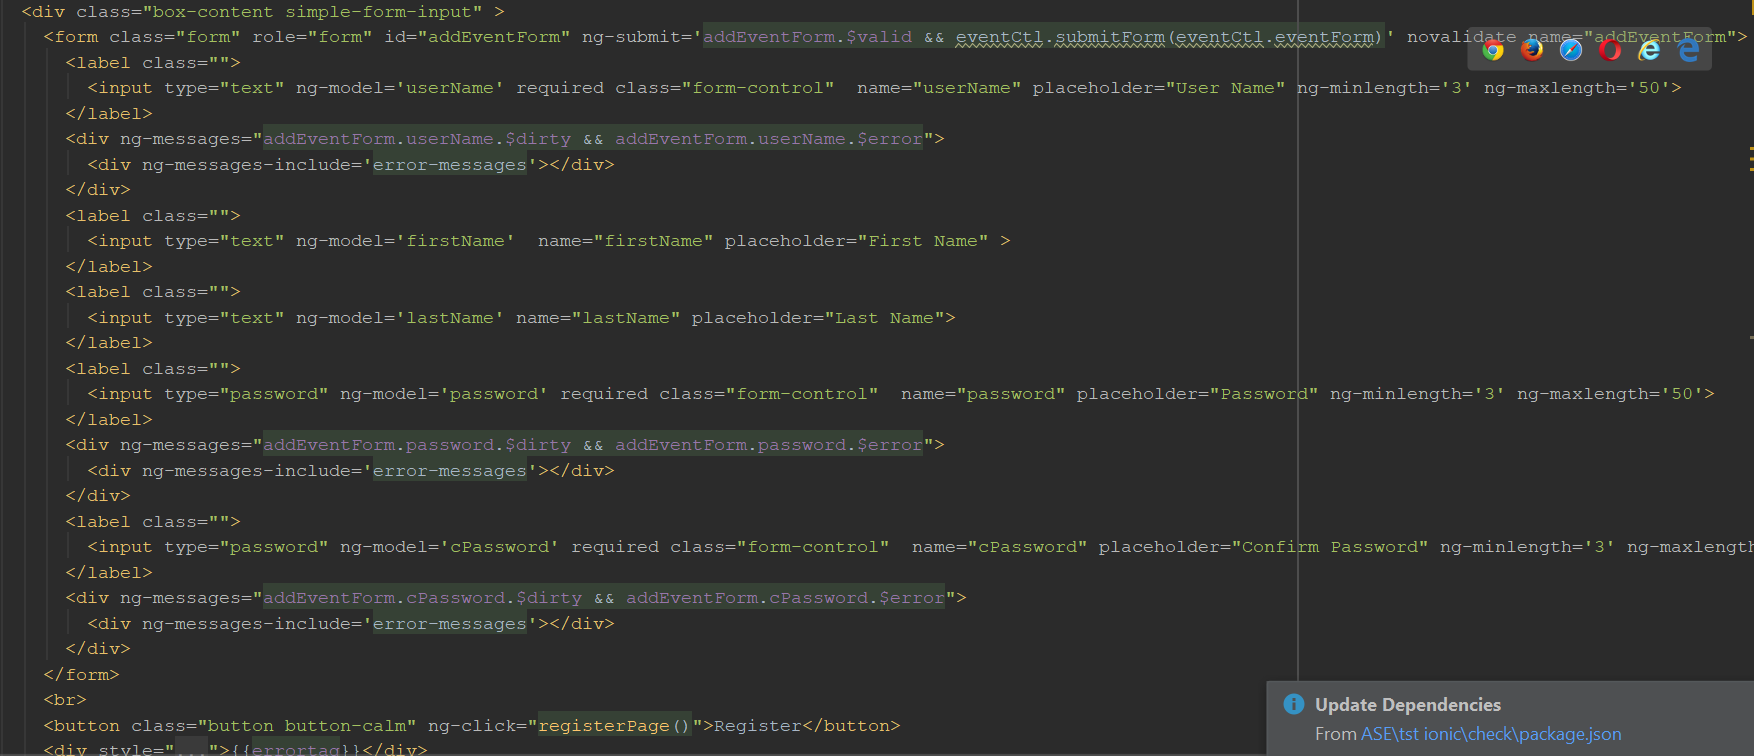 <div class="box-content simple-form-input" >
<form class="form" role="form" id="addEventForm" ng-submit='addEventForm.$valid && eventCtl.submitForm(eventCtl.eventForm)' novalidate name="addEventForm">
<label class="">
<input type="text" ng-model='userName' required class="form-control"  name="userName" placeholder="User Name" ng-minlength='3' ng-maxlength='50'>
</label>
<div ng-messages="addEventForm.userName.$dirty && addEventForm.userName.$error">
<div ng-messages-include='error-messages'></div>
</div>
<label class="">
<input type="text" ng-model='firstName'  name="firstName" placeholder="First Name" >
</label>
<label class="">
<input type="text" ng-model='lastName' name="lastName" placeholder="Last Name">
</label>
<label class="">
<input type="password" ng-model='password' required class="form-control"  name="password" placeholder="Password" ng-minlength='3' ng-maxlength='50'>
</label>
<div ng-messages="addEventForm.password.$dirty && addEventForm.password.$error">
<div ng-messages-include='error-messages'></div>
</div>
<label class="">
<input type="password" ng-model='cPassword' required class="form-control"  name="cPassword" placeholder="Confirm Password" ng-minlength='3' ng-maxlength
</label>
<div ng-messages="addEventForm.cPassword.$dirty && addEventForm.cPassword.$error">
<div ng-messages-include='error-messages'></div>
</div>
</form>
<br>
<button class="button button-calm" ng-click="registerPage()">Register</button>
<div style="...">{{errortag}}</div>
Update Dependencies
From ASE\tst ionic\check\package.json